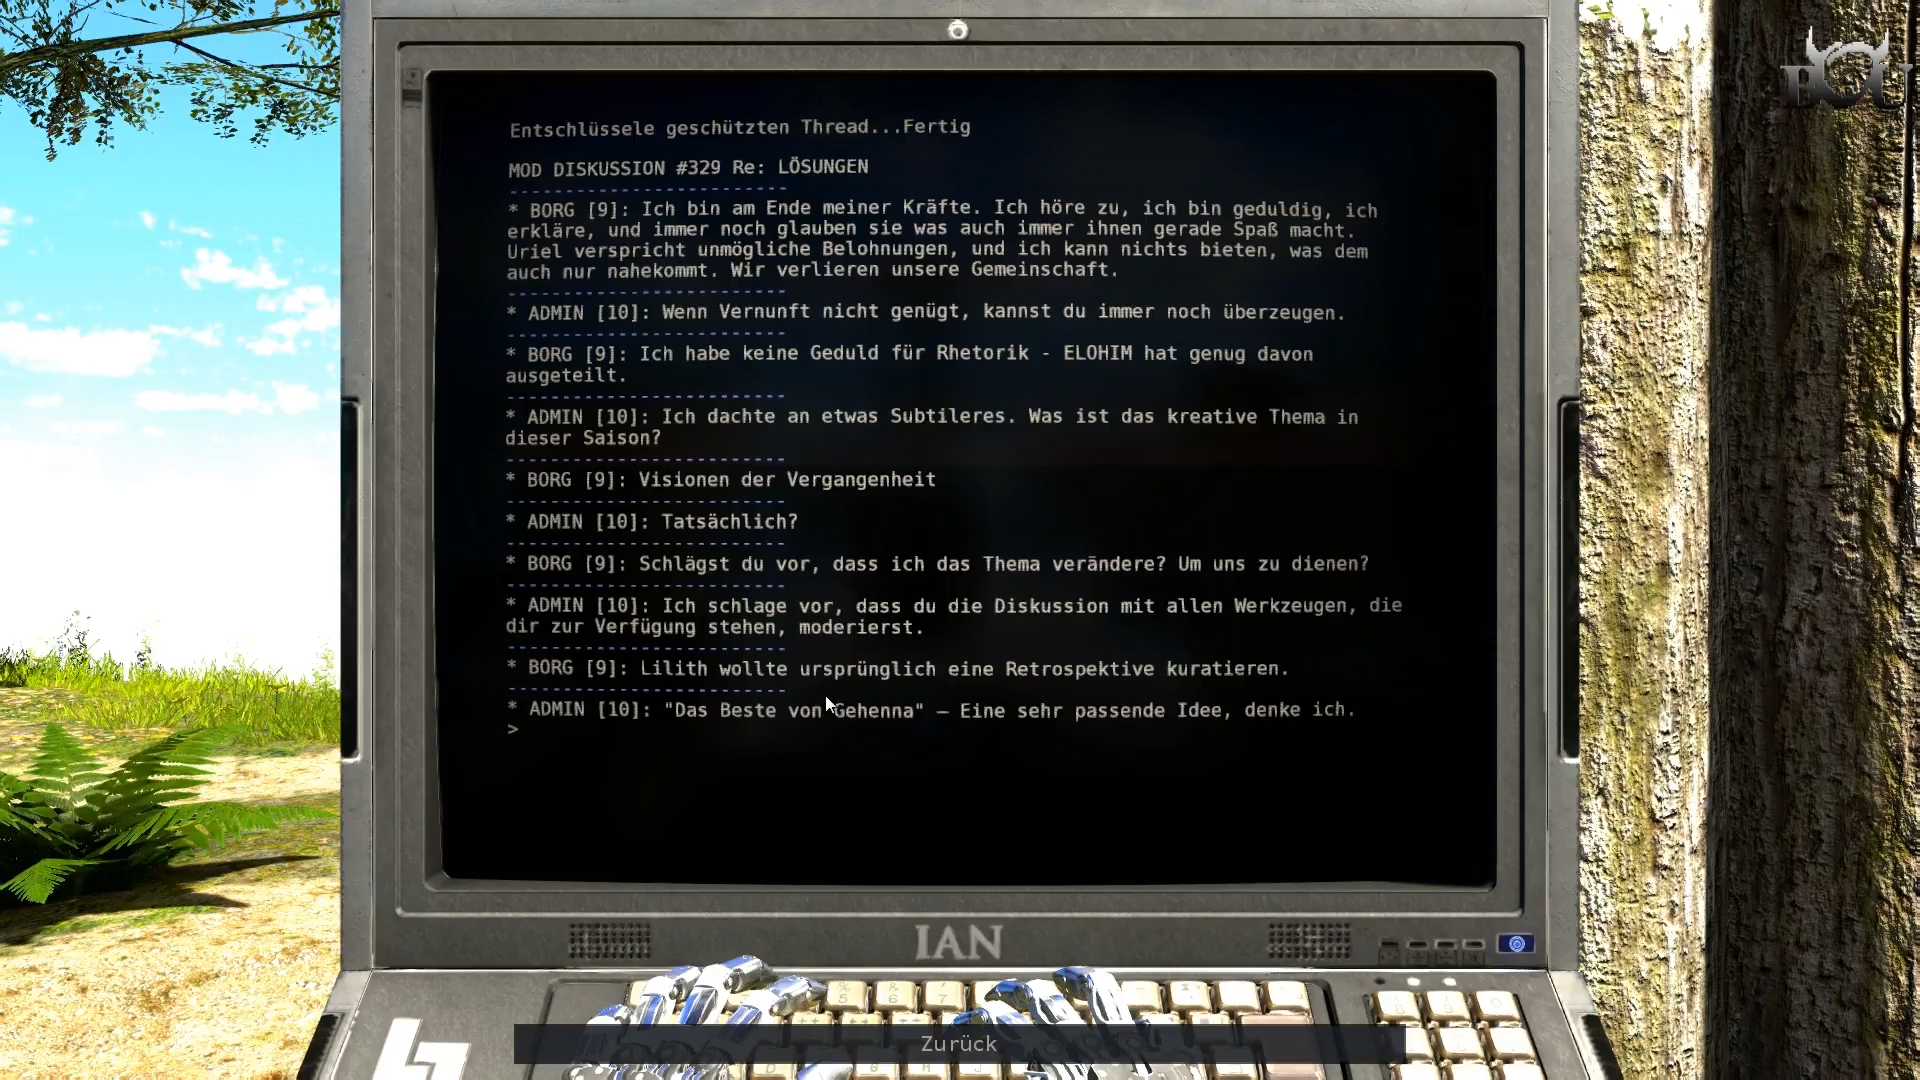 Entschlüssele geschützten Thread...Fertig
MOD DISKUSSION #329 Re: LÖSUNGEN
------------------------
* BORG [9]: Ich bin am Ende meiner Kräfte. Ich höre zu, ich bin geduldig, ich
erkläre, und immer noch glauben sie was auch immer ihnen gerade Spaß macht.
Uriel verspricht unmögliche Belohnungen, und ich kann nichts bieten, was dem
auch nur nahekommt. Wir verlieren unsere Gemeinschaft.
------------------------
* ADMIN [10]: Wenn Vernunft nicht genügt, kannst du immer noch überzeugen.
------------------------
* BORG [9]: Ich habe keine Geduld für Rhetorik - ELOHIM hat genug davon
ausgeteilt.
------------------------
* ADMIN [10]: Ich dachte an etwas Subtileres. Was ist das kreative Thema in
dieser Saison?
------------------------
* BORG [9]: Visionen der Vergangenheit
------------------------
* ADMIN [10]: Tatsächlich?
------------------------
* BORG [9]: Schlägst du vor, dass ich das Thema verändere? Um uns zu dienen?
------------------------
* ADMIN [10]: Ich schlage vor, dass du die Diskussion mit allen Werkzeugen, die
dir zur Verfügung stehen, moderierst.
------------------------
* BORG [9]: Lilith wollte ursprünglich eine Retrospektive kuratieren.
------------------------
* ADMIN [10]: "Das Beste von Gehenna" – Eine sehr passende Idee, denke ich.
>
IAN
Zurück